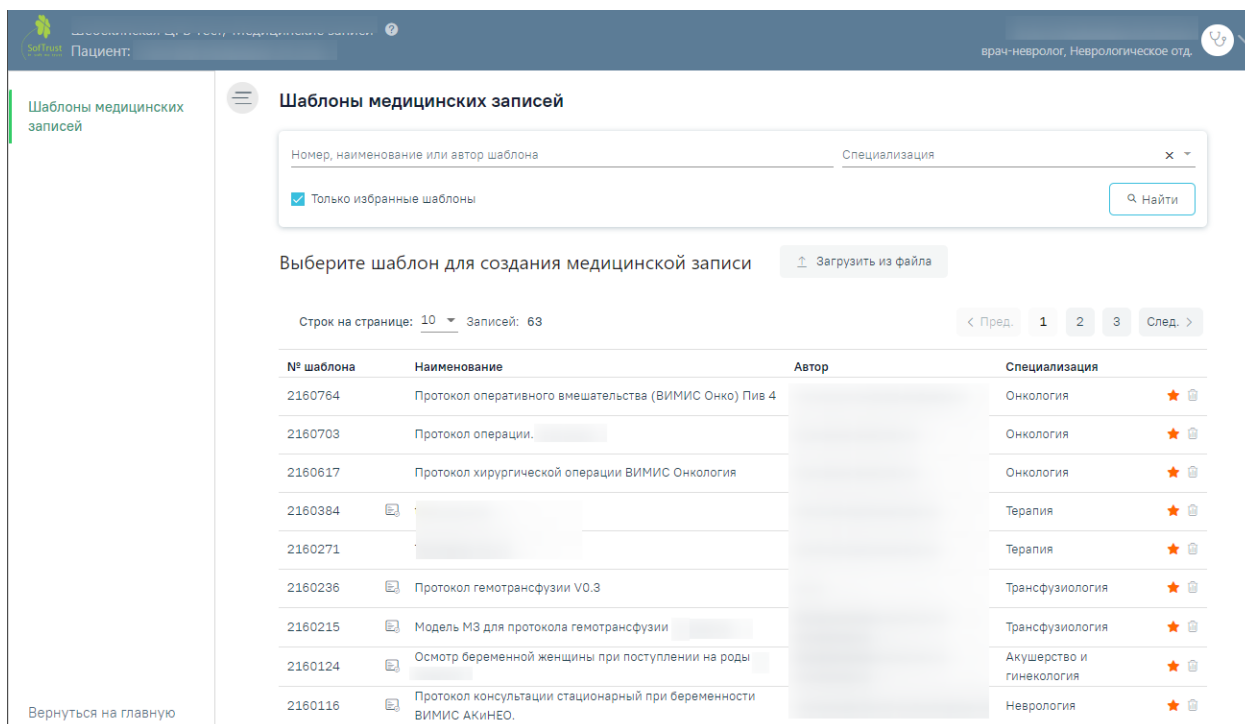 SofTrust
Пациент:
врач-невролог, Неврологическое отд.
Шаблоны медицинских
записей
Шаблоны медицинских записей
Номер, наименование или автор шаблона Специализация
Только избранные шаблоны Найти
Выберите шаблон для создания медицинской записи Загрузить из файла
Строк на странице: 10 Записей: 63 < Пред. 1 2 3 След. >
№ шаблона Наименование Автор Специализация
2160764 Протокол оперативного вмешательства (ВИМИС Онко) Пив 4 Онкология
2160703 Протокол операции. Онкология
2160617 Протокол хирургической операции ВИМИС Онкология Онкология
2160384 Терапия
2160271 Терапия
2160236 Протокол гемотрансфузии V0.3 Трансфузиология
2160215 Модель МЗ для протокола гемотрансфузии Трансфузиология
2160124 Осмотр беременной женщины при поступлении на роды Акушерство и
гинекология
2160116 Протокол консультации стационарный при беременности
ВИМИС АКиНЕО. Неврология
Вернуться на главную